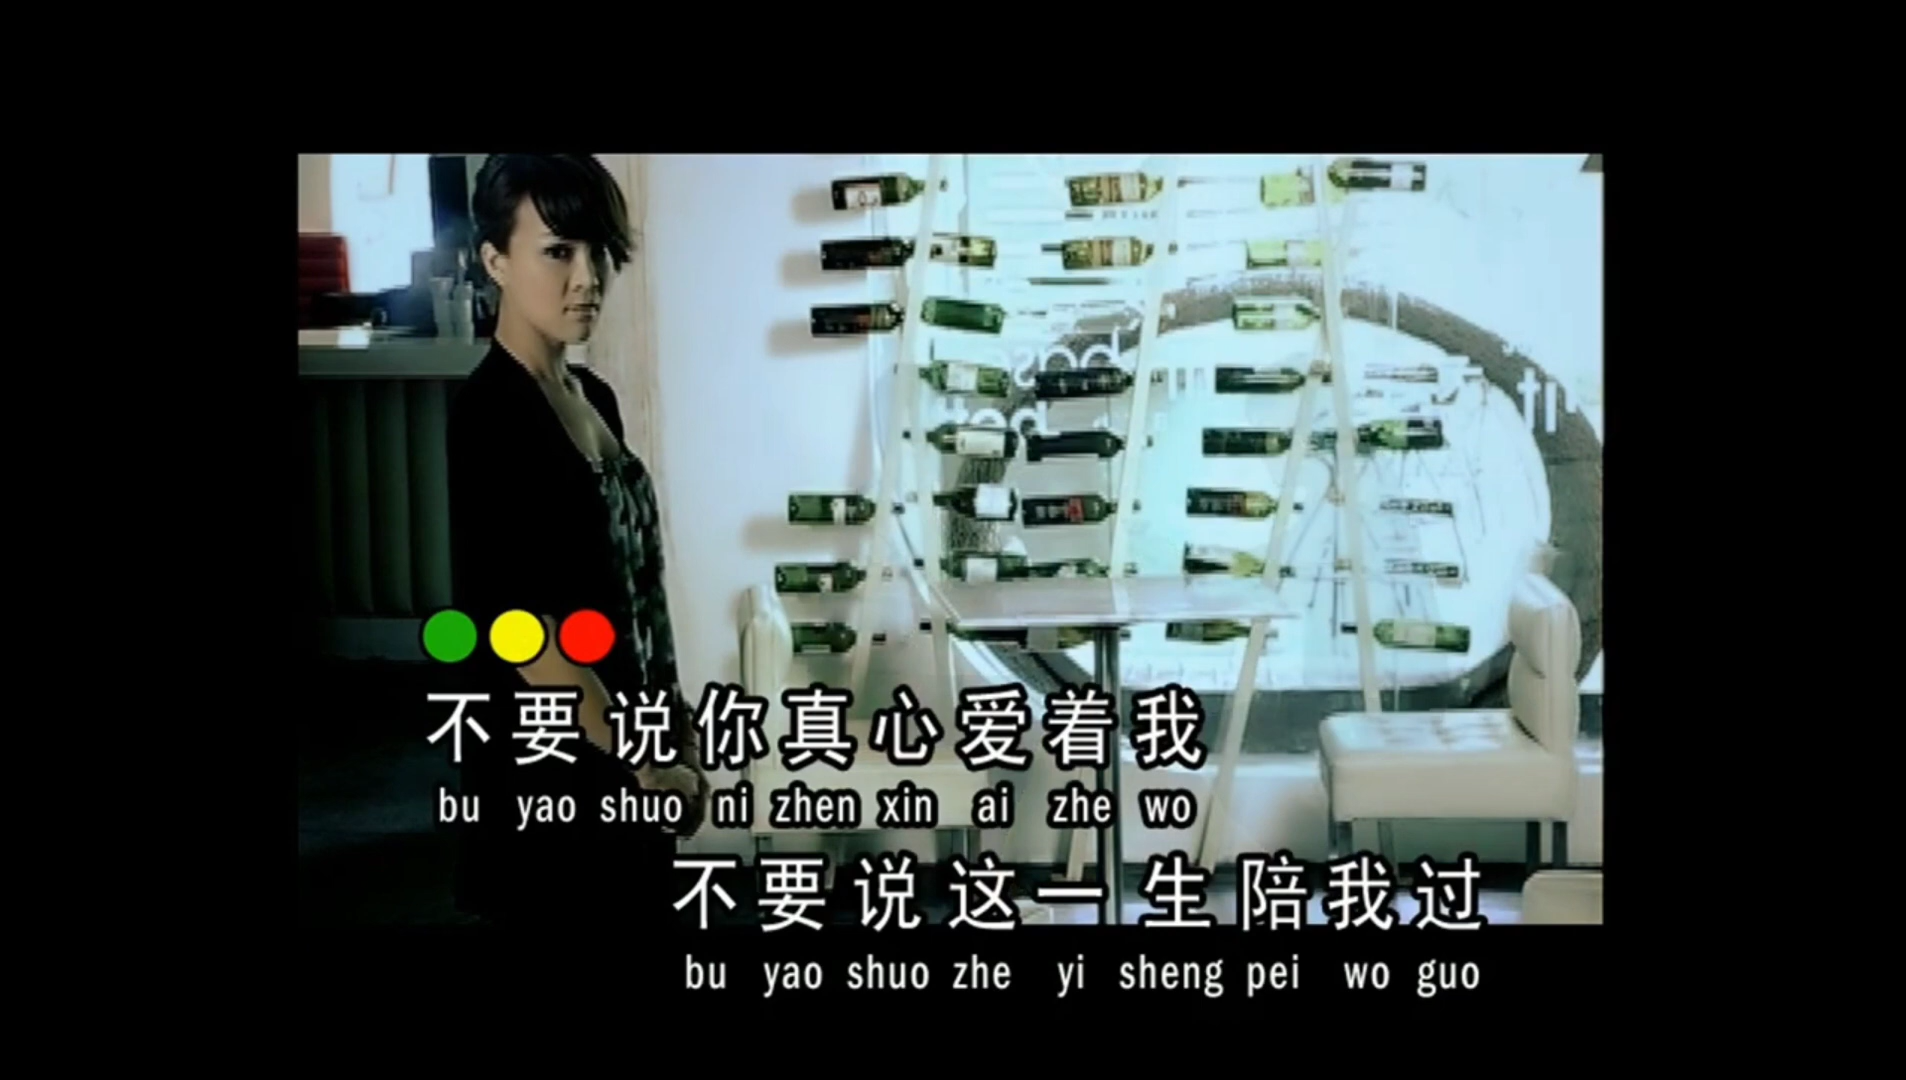 不要说你真心爱着我
bu yao shuo ni zhen xin ai zhe wo
不要说这一生陪我过
bu yao shuo zhe yi sheng pei wo guo